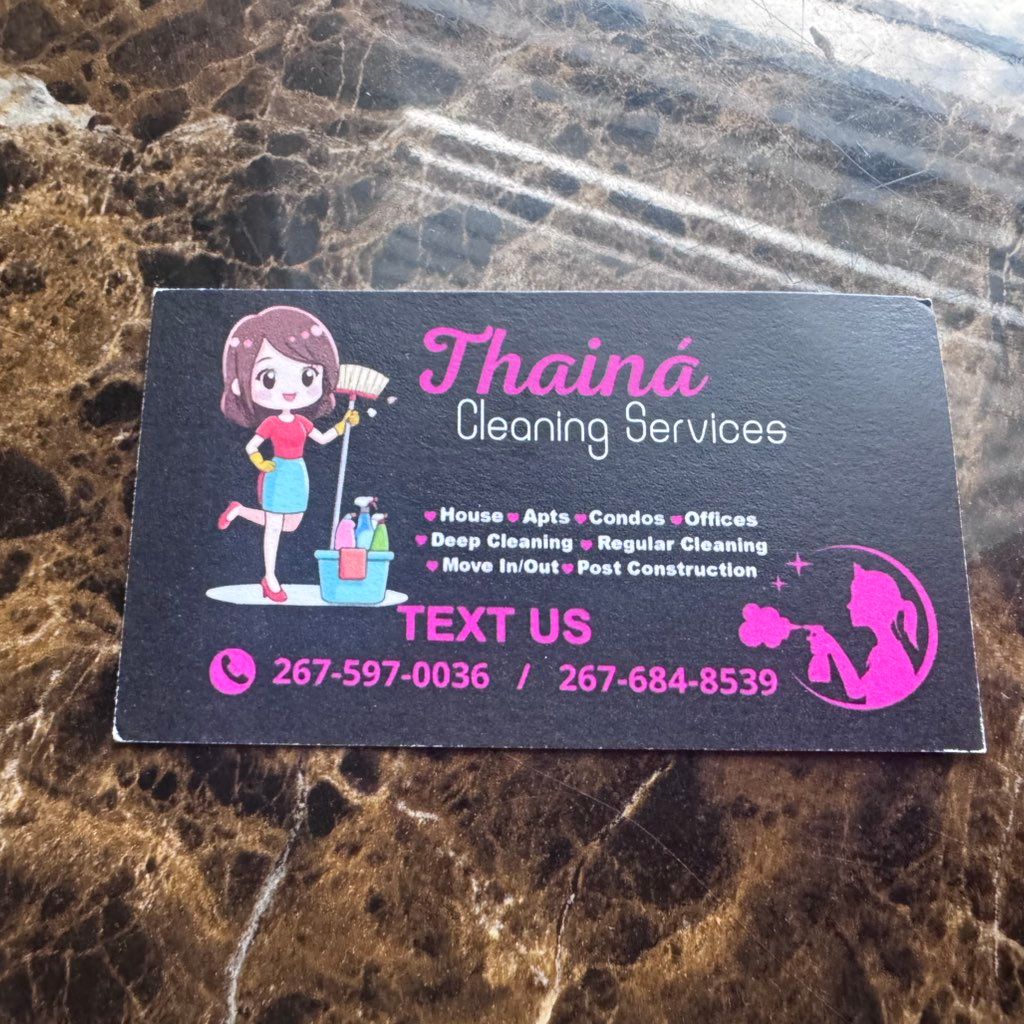 Thainá
Cleaning Services
House Apts Condos Offices
Deep Cleaning Regular Cleaning
Move In/Out Post Construction
TEXT US
267-597-0036 / 267-684-8539